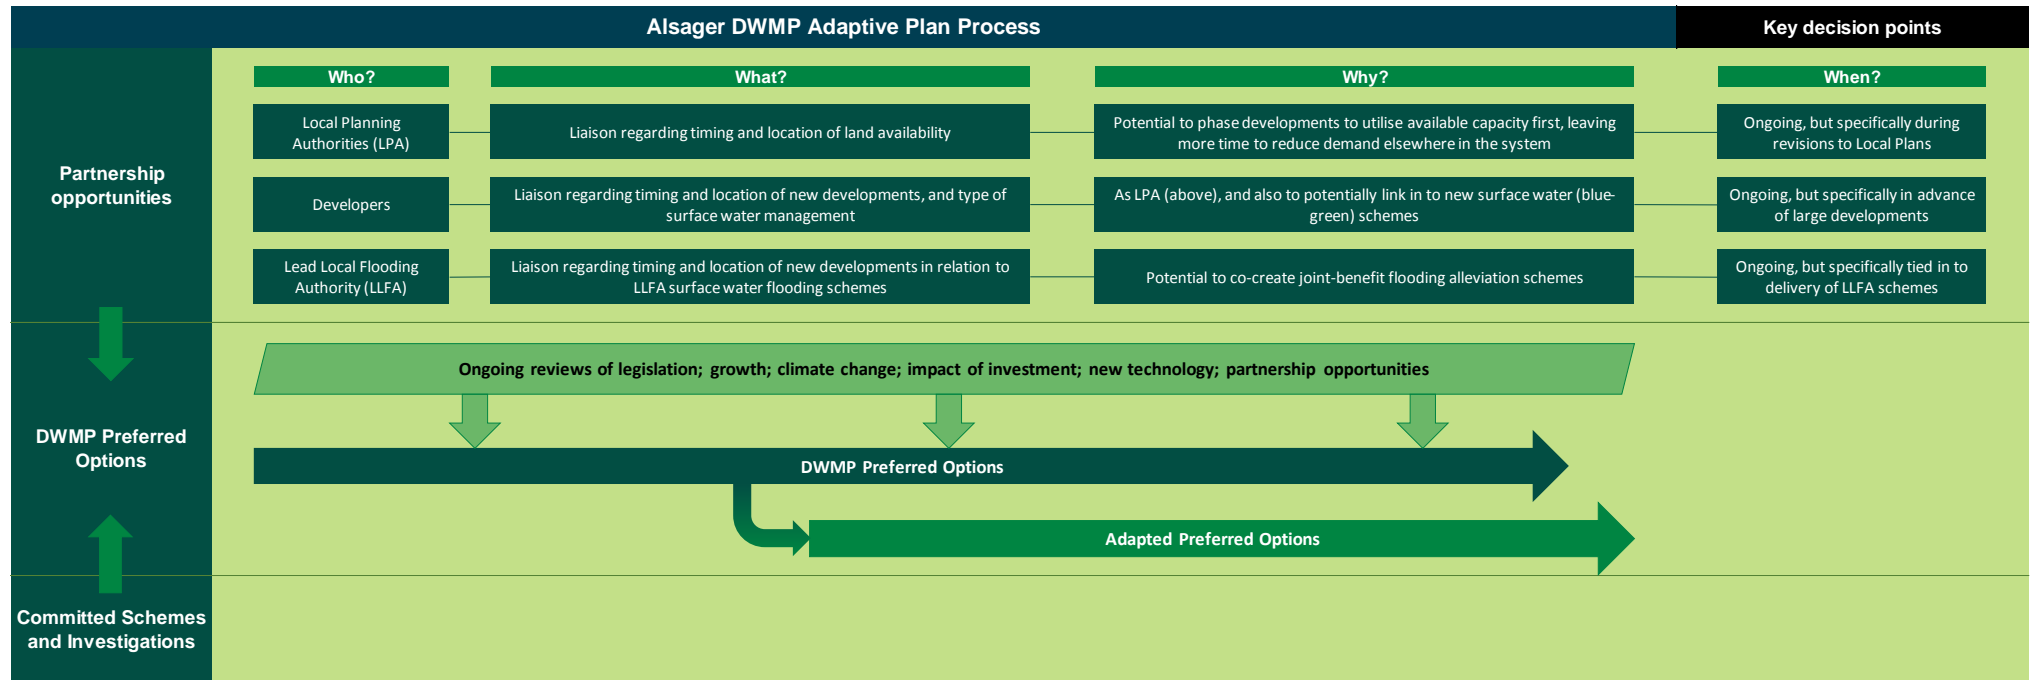 Alsager DWMP Adaptive Plan Process
Key decision points
Partnership
opportunities
Who?
What?
Why?
When?
Local Planning
Authorities (LPA)
Liaison regarding timing and location of land availability
Potential to phase developments to utilise available capacity first, leaving
more time to reduce demand elsewhere in the system
Ongoing, but specifically during
revisions to Local Plans
Developers
Liaison regarding timing and location of new developments, and type of
surface water management
As LPA (above), and also to potentially link in to new surface water (blue-
green) schemes
Ongoing, but specifically in advance
of large developments
Lead Local Flooding
Authority (LLFA)
Liaison regarding timing and location of new developments in relation to
LLFA surface water flooding schemes
Potential to co-create joint-benefit flooding alleviation schemes
Ongoing, but specifically tied in to
delivery of LLFA schemes
DWMP Preferred
Options
Ongoing reviews of legislation; growth; climate change; impact of investment; new technology; partnership opportunities
DWMP Preferred Options
Adapted Preferred Options
Committed Schemes
and Investigations